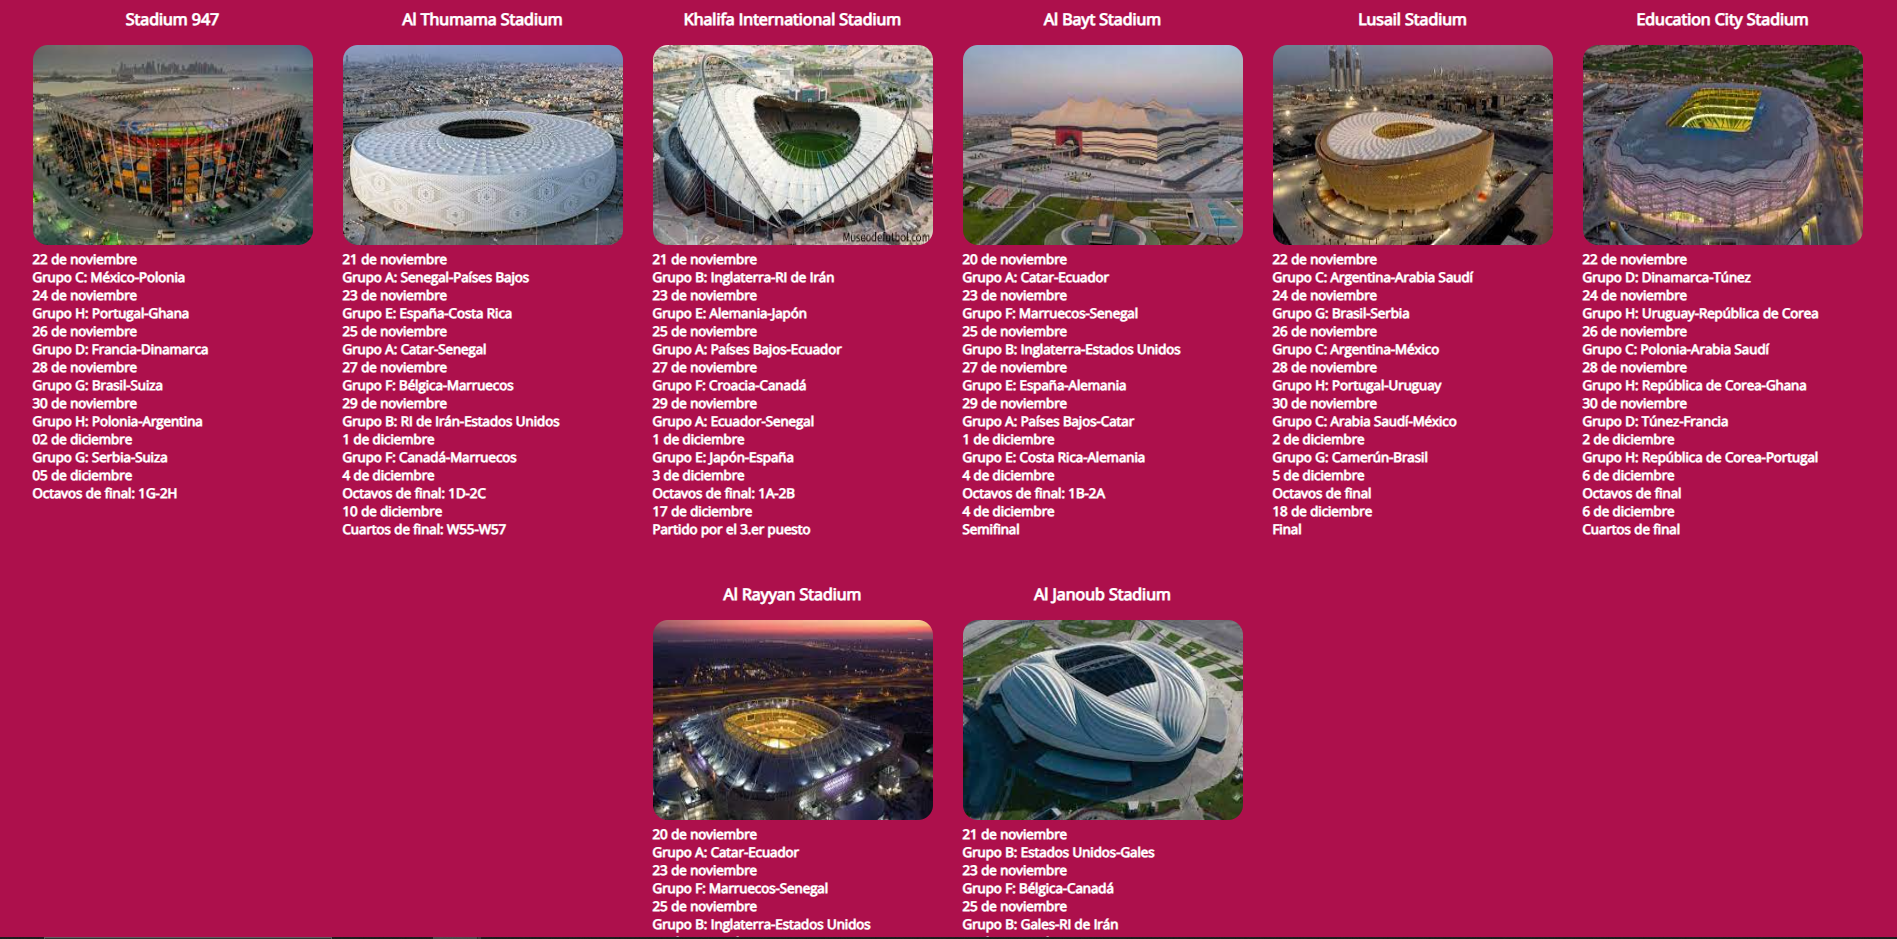 Stadium 947
22 de noviembre
Grupo C: México-Polonia
24 de noviembre
Grupo H: Portugal-Ghana
26 de noviembre
Grupo D: Francia-Dinamarca
28 de noviembre
Grupo G: Brasil-Suiza
30 de noviembre
Grupo H: Polonia-Argentina
02 de diciembre
Grupo G: Serbia-Suiza
05 de diciembre
Octavos de final: 1G-2H
Al Thumama Stadium
21 de noviembre
Grupo A: Senegal-Países Bajos
23 de noviembre
Grupo E: España-Costa Rica
25 de noviembre
Grupo A: Catar-Senegal
27 de noviembre
Grupo F: Bélgica-Marruecos
29 de noviembre
Grupo B: RI de Irán-Estados Unidos
1 de diciembre
Grupo F: Canadá-Marruecos
4 de diciembre
Octavos de final: 1D-2C
10 de diciembre
Cuartos de final: W55-W57
Khalifa International Stadium
Museodefutbol.com
21 de noviembre
Grupo B: Inglaterra-RI de Irán
23 de noviembre
Grupo E: Alemania-Japón
25 de noviembre
Grupo A: Países Bajos-Ecuador
27 de noviembre
Grupo F: Croacia-Canadá
29 de noviembre
Grupo A: Ecuador-Senegal
1 de diciembre
Grupo E: Japón-España
3 de diciembre
Octavos de final: 1A-2B
17 de diciembre
Partido por el 3.er puesto
Al Bayt Stadium
20 de noviembre
Grupo A: Catar-Ecuador
23 de noviembre
Grupo F: Marruecos-Senegal
25 de noviembre
Grupo B: Inglaterra-Estados Unidos
27 de noviembre
Grupo E: España-Alemania
29 de noviembre
Grupo A: Países Bajos-Catar
1 de diciembre
Grupo E: Costa Rica-Alemania
4 de diciembre
Octavos de final: 1B-2A
4 de diciembre
Semifinal
Lusail Stadium
22 de noviembre
Grupo C: Argentina-Arabia Saudí
24 de noviembre
Grupo G: Brasil-Serbia
26 de noviembre
Grupo C: Argentina-México
28 de noviembre
Grupo H: Portugal-Uruguay
30 de noviembre
Grupo C: Arabia Saudí-México
2 de diciembre
Grupo G: Camerún-Brasil
5 de diciembre
Octavos de final
18 de diciembre
Final
Education City Stadium
22 de noviembre
Grupo D: Dinamarca-Túnez
24 de noviembre
Grupo H: Uruguay-República de Corea
26 de noviembre
Grupo C: Polonia-Arabia Saudí
28 de noviembre
Grupo H: República de Corea-Ghana
30 de noviembre
Grupo D: Túnez-Francia
2 de diciembre
Grupo H: República de Corea-Portugal
6 de diciembre
Octavos de final
6 de diciembre
Cuartos de final
Al Rayyan Stadium
20 de noviembre
Grupo A: Catar-Ecuador
23 de noviembre
Grupo F: Marruecos-Senegal
25 de noviembre
Grupo B: Inglaterra-Estados Unidos
Al Janoub Stadium
21 de noviembre
Grupo B: Estados Unidos-Gales
23 de noviembre
Grupo F: Bélgica-Canadá
25 de noviembre
Grupo B: Gales-RI de Irán